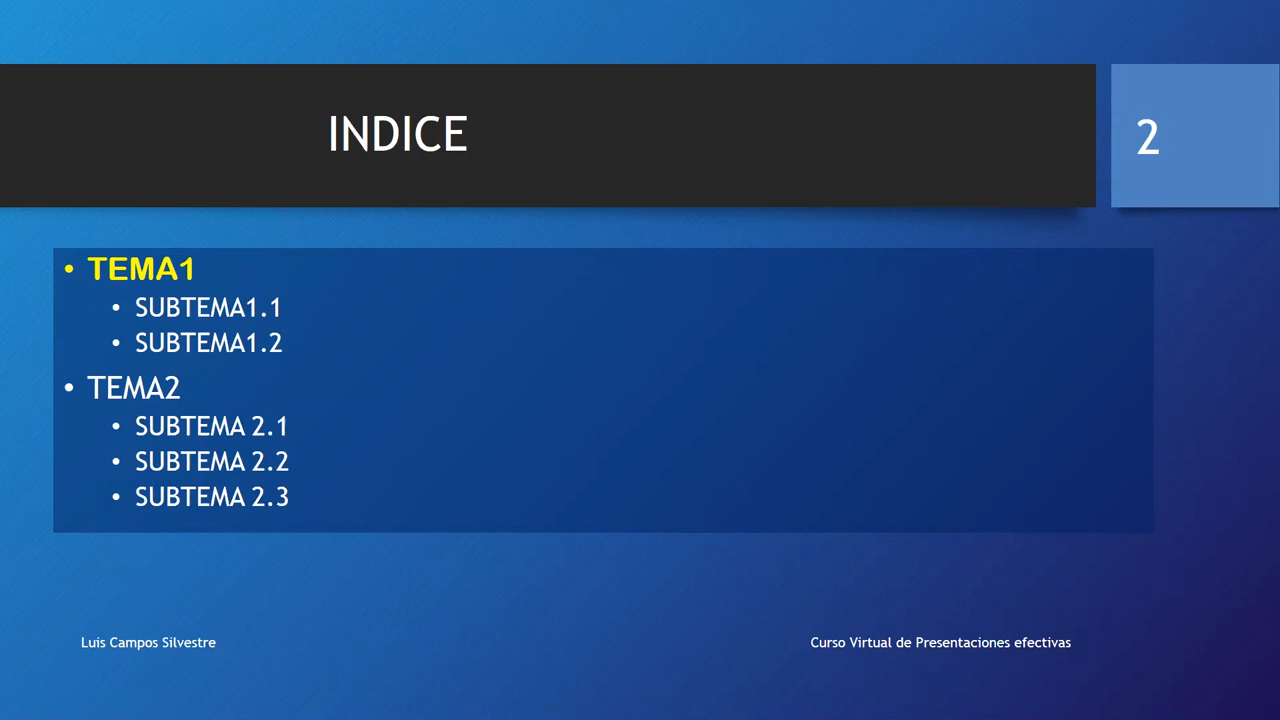 INDICE
2
• TEMA1
• SUBTEMA1.1
• SUBTEMA1.2
• TEMA2
• SUBTEMA 2.1
• SUBTEMA 2.2
• SUBTEMA 2.3
Luis Campos Silvestre
Curso Virtual de Presentaciones efectivas